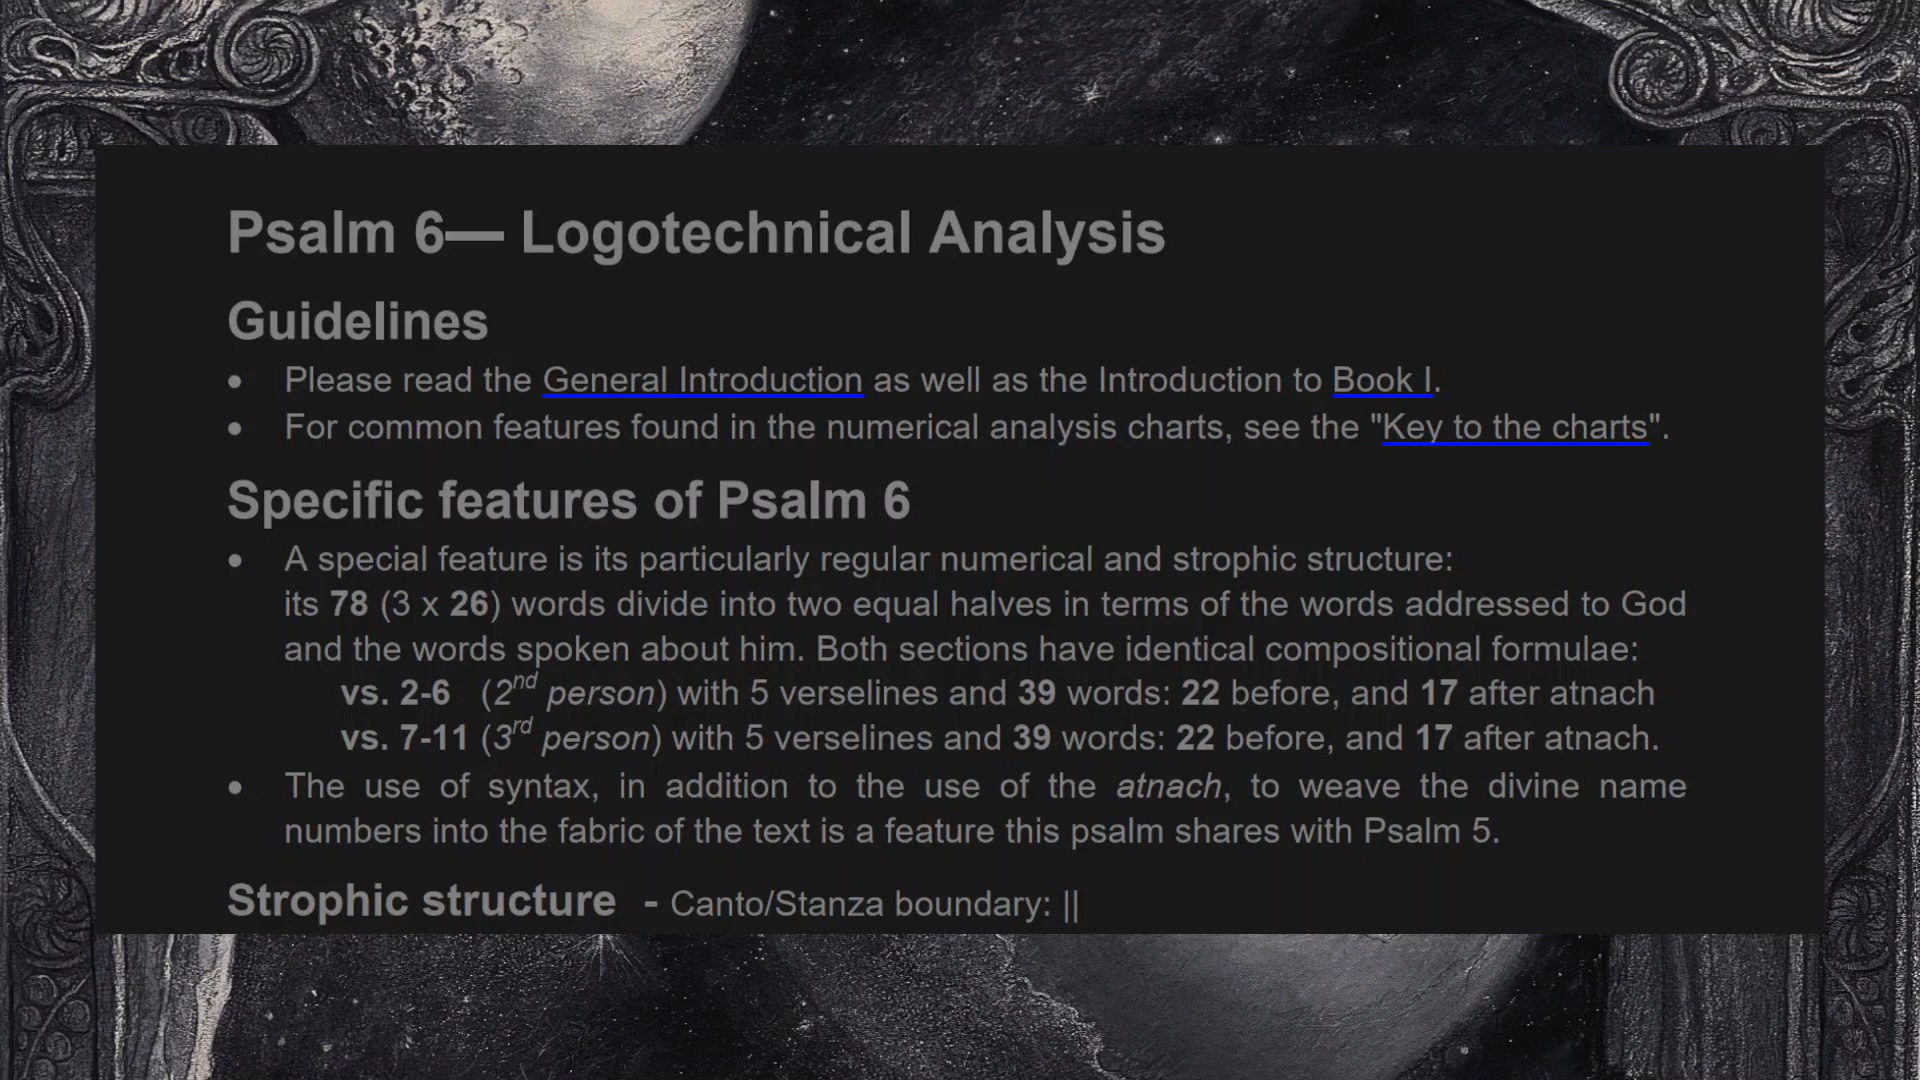 Psalm 6— Logotechnical Analysis
Guidelines
• Please read the General Introduction as well as the Introduction to Book I.
• For common features found in the numerical analysis charts, see the "Key to the charts".
Specific features of Psalm 6
• A special feature is its particularly regular numerical and strophic structure:
its 78 (3 x 26) words divide into two equal halves in terms of the words addressed to God
and the words spoken about him. Both sections have identical compositional formulae:
vs. 2-6 (2nd person) with 5 verselines and 39 words: 22 before, and 17 after atnach
vs. 7-11 (3rd person) with 5 verselines and 39 words: 22 before, and 17 after atnach.
• The use of syntax, in addition to the use of the atnach, to weave the divine name
numbers into the fabric of the text is a feature this psalm shares with Psalm 5.
Strophic structure - Canto/Stanza boundary: ||